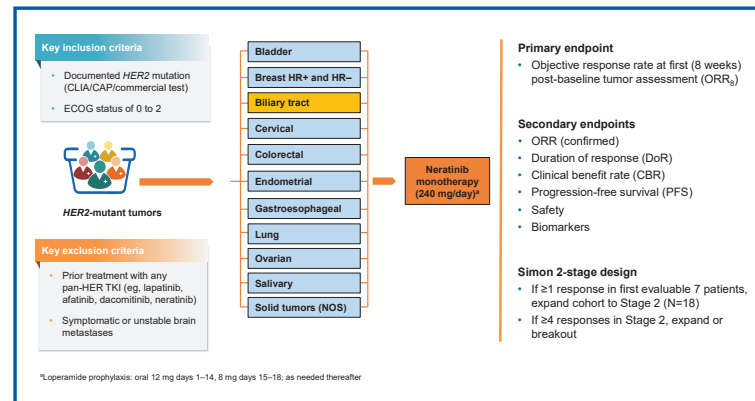 Key inclusion criteria
• Documented HER2 mutation
(CLIA/CAP/commercial test)
• ECOG status of 0 to 2
HER2-mutant tumors
Key exclusion criteria
• Prior treatment with any
pan-HER TKI (eg, lapatinib,
afatinib, dacomitinib, neratinib)
• Symptomatic or unstable brain
metastases
Bladder
Breast HR+ and HR–
Biliary tract
Cervical
Colorectal
Endometrial
Gastroesophageal
Lung
Ovarian
Salivary
Solid tumors (NOS)
Neratinib
monotherapy
(240 mg/day)ª
Primary endpoint
• Objective response rate at first (8 weeks)
post-baseline tumor assessment (ORR₈)
Secondary endpoints
• ORR (confirmed)
• Duration of response (DoR)
• Clinical benefit rate (CBR)
• Progression-free survival (PFS)
• Safety
• Biomarkers
Simon 2-stage design
• If ≥1 response in first evaluable 7 patients,
expand cohort to Stage 2 (N=18)
• If ≥4 responses in Stage 2, expand or
breakout
ªLoperamide prophylaxis: oral 12 mg days 1–14, 8 mg days 15–18; as needed thereafter